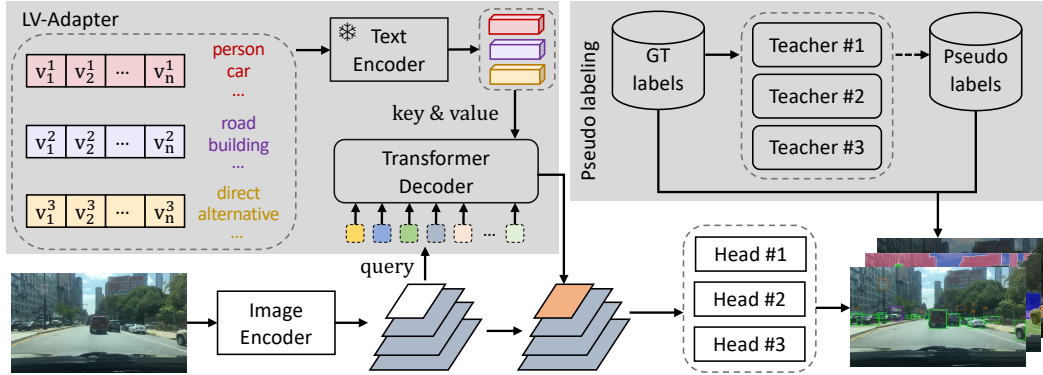 LV-Adapter
v₁¹ v₂¹ ... vₙ¹
person
car
...
v₁² v₂² ... vₙ²
road
building
...
v₁³ v₂³ ... vₙ³
direct
alternative
...
Text
Encoder
key & value
Transformer
Decoder
...
query
Image
Encoder
Pseudo labeling
GT
labels
Teacher #1
Teacher #2
Teacher #3
Pseudo
labels
Head #1
Head #2
Head #3